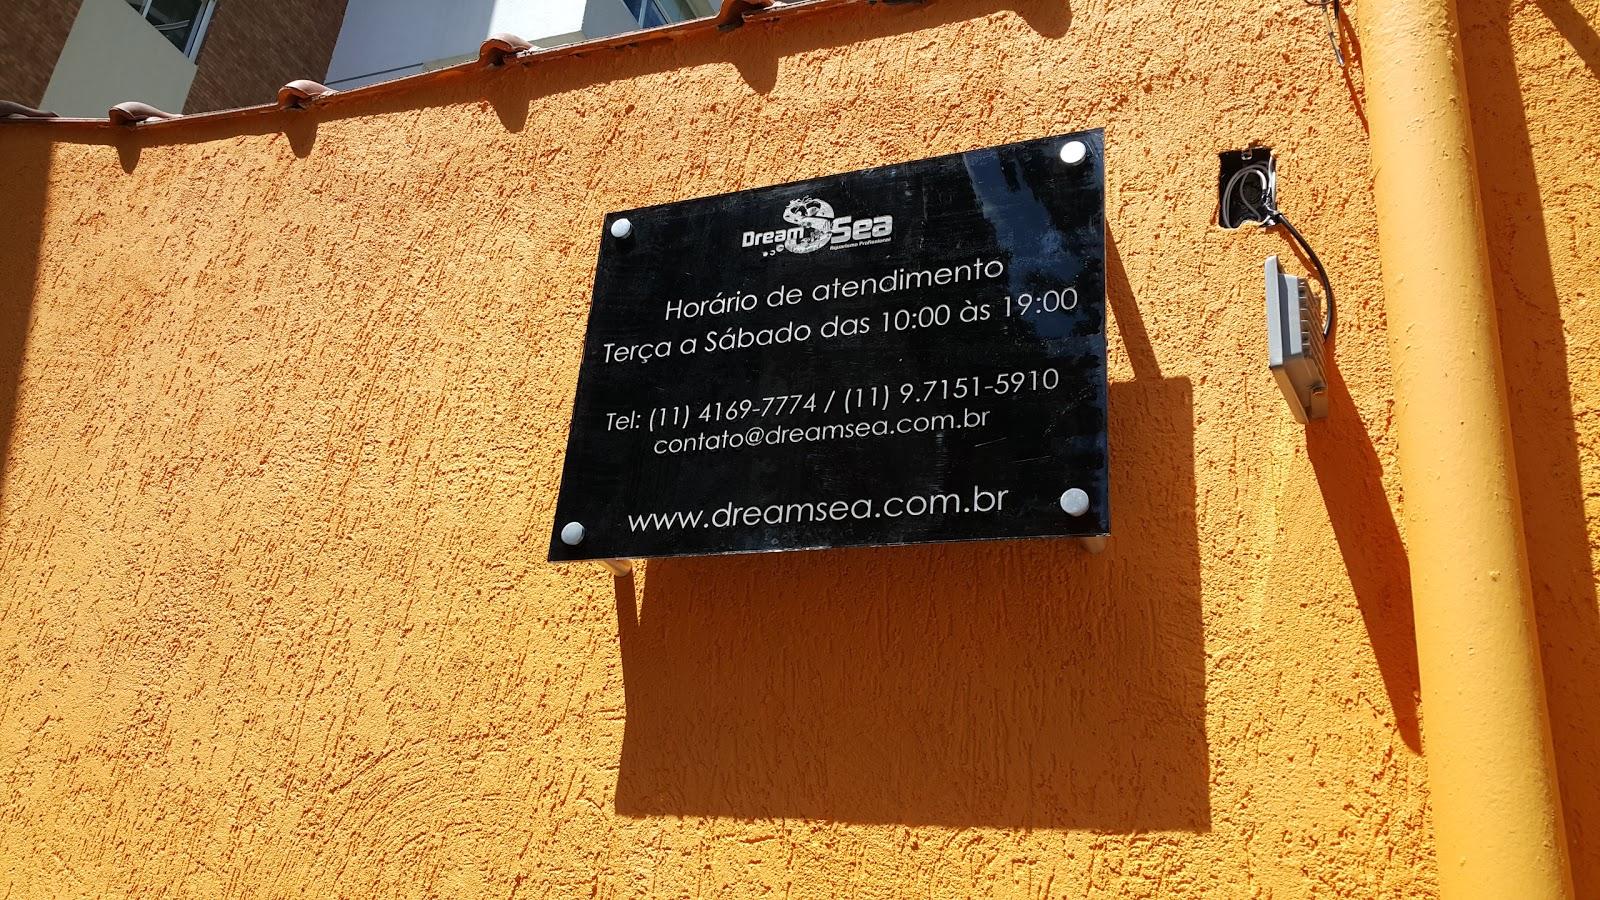 Dream Sea
Aquarismo Profissional
Horário de atendimento
Terça a Sábado das 10:00 às 19:00
Tel: (11) 4169-7774 / (11) 9.7151-5910
contato@dreamsea.com.br
www.dreamsea.com.br